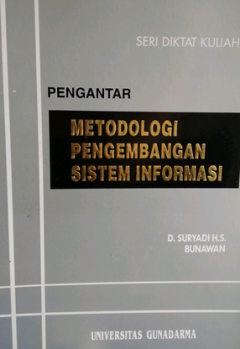 SERI DIKTAT KULIAH
PENGANTAR
METODOLOGI
PENGEMBANGAN
SISTEM INFORMASI
D. SURYADI H.S.
BUNAWAN
UNIVERSITAS GUNADARMA